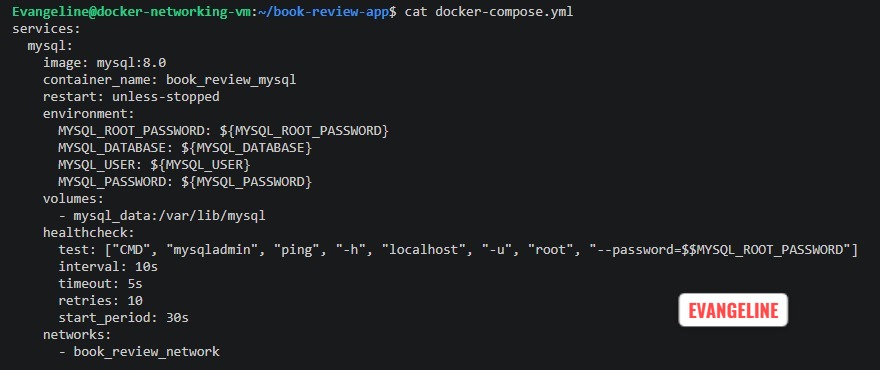 Evangeline@docker-networking-vm:~/book-review-app$ cat docker-compose.yml
services:
  mysql:
    image: mysql:8.0
    container_name: book_review_mysql
    restart: unless-stopped
    environment:
      MYSQL_ROOT_PASSWORD: ${MYSQL_ROOT_PASSWORD}
      MYSQL_DATABASE: ${MYSQL_DATABASE}
      MYSQL_USER: ${MYSQL_USER}
      MYSQL_PASSWORD: ${MYSQL_PASSWORD}
    volumes:
      - mysql_data:/var/lib/mysql
    healthcheck:
      test: ["CMD", "mysqladmin", "ping", "-h", "localhost", "-u", "root", "--password=$$MYSQL_ROOT_PASSWORD"]
      interval: 10s
      timeout: 5s
      retries: 10
      start_period: 30s
    networks:
      - book_review_network
EVANGELINE